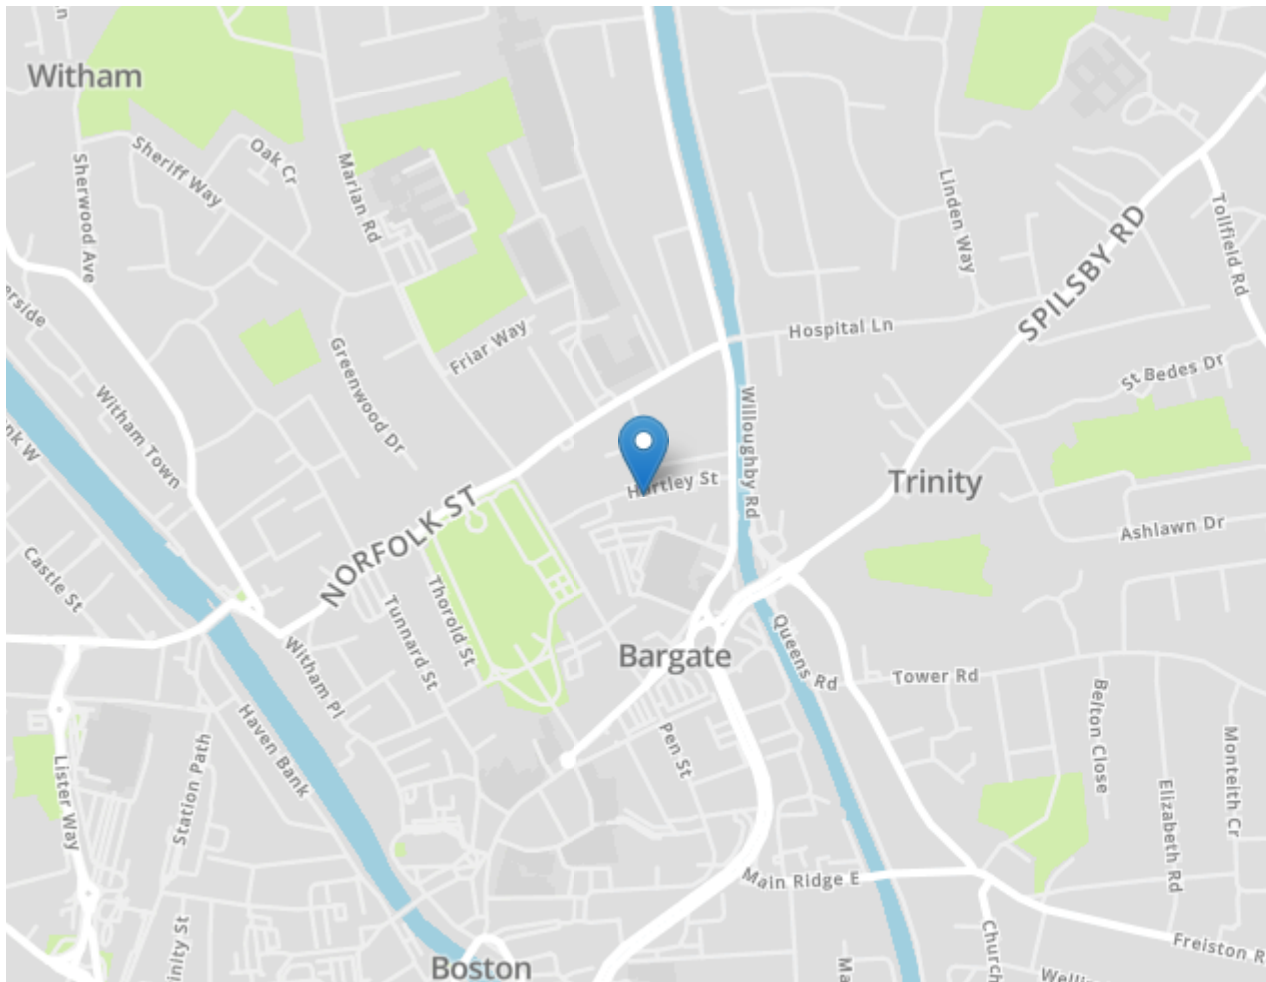 Witham
Sheriff Way
Oak Cr
Sherwood Ave
Marian Rd
Linden Way
Tollfield Rd
SPILSBY RD
Hospital Ln
Friar Way
Greenwood Dr
St Bedes Dr
Witham Town
Willoughby Rd
Hartley St
Trinity
NORFOLK ST
Ashlawn Dr
Castle St
Thorold St
Tunnard St
Witham Pl
Bargate
Queens Rd
Tower Rd
Belton Close
Pen St
Haven Bank
Station Path
Lister Way
Monteith Cr
Elizabeth Rd
Main Ridge E
Church
Freiston R
Boston